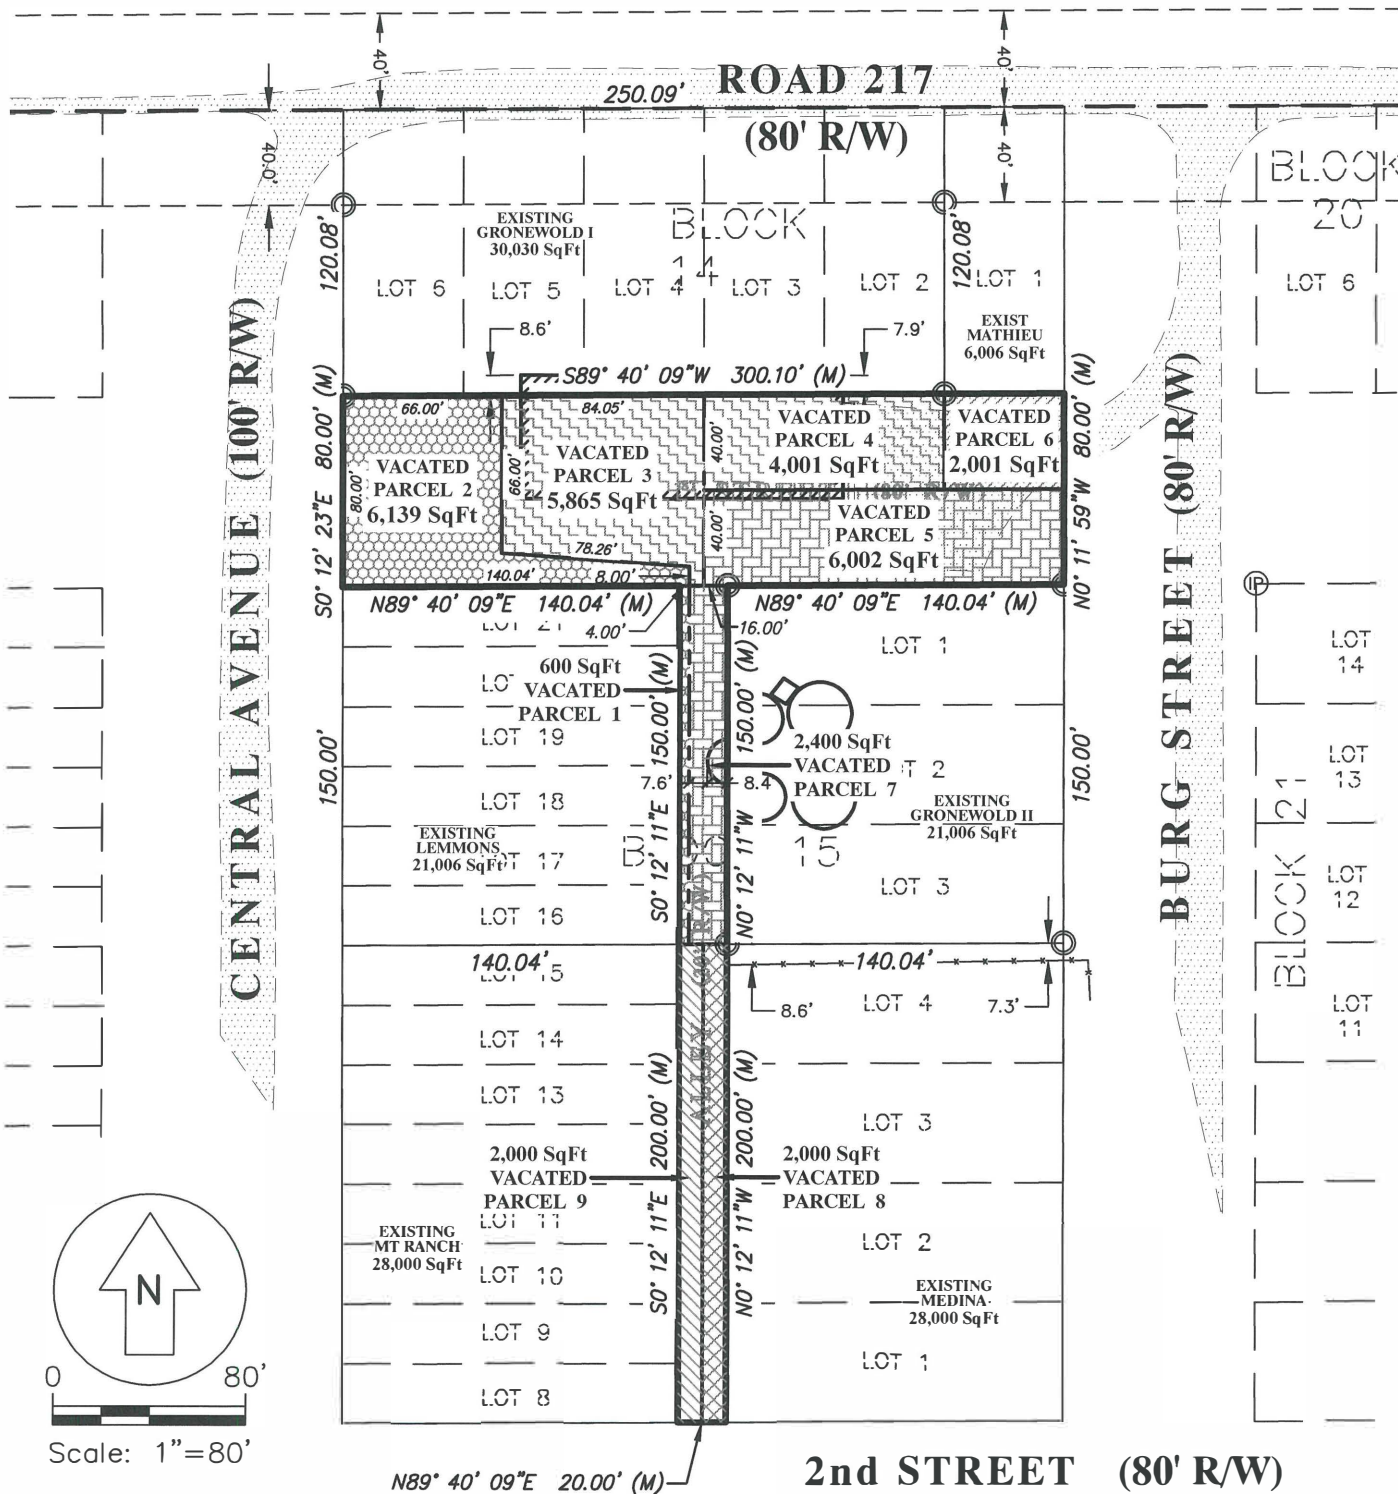 40'
40'
ROAD 217
250.09'
(80' R/W)
40.0'
40'
BLOCK
20
EXISTING
GRONEWOLD I
30,030 SqFt
BLOCK
14
120.08'
120.08'
LOT 6
LOT 5
LOT 4
LOT 3
LOT 2
LOT 1
LOT 6
EXIST
MATHIEU
6,006 SqFt
8.6'
7.9'
S89° 40' 09"W 300.10' (M)
CENTRAL AVENUE (100' R/W)
BURG STREET (80' R/W)
S0° 12' 23"E 80.00' (M)
N0° 11' 59"W 80.00' (M)
66.00'
84.05'
80.00'
66.00'
40.00'
40.00'
VACATED
PARCEL 2
6,139 SqFt
VACATED
PARCEL 3
5,865 SqFt
VACATED
PARCEL 4
4,001 SqFt
VACATED
PARCEL 6
2,001 SqFt
STREET (80' R/W)
VACATED
PARCEL 5
6,002 SqFt
78.26'
140.04'
8.00'
N89° 40' 09"E 140.04' (M)
N89° 40' 09"E 140.04' (M)
IP
4.00'
16.00'
LOT 21
LOT 1
LOT
14
600 SqFt
VACATED
PARCEL 1
S0° 12' 11"E 150.00' (M)
N0° 12' 11"W 150.00' (M)
150.00'
150.00'
LOT 19
2,400 SqFt
VACATED
PARCEL 7
T 2
LOT
13
7.6'
8.4
LOT 18
EXISTING
LEMMONS
21,006 SqFt
LOT 17
15
EXISTING
GRONEWOLD II
21,006 SqFt
BLOCK 21
LOT
12
LOT 16
LOT 3
140.04'
140.04'
LOT 15
8.6'
LOT 4
7.3'
LOT
11
ALLEY (20' R/W)
LOT 14
LOT 13
LOT 3
S0° 12' 11"E 200.00' (M)
N0° 12' 11"W 200.00' (M)
2,000 SqFt
VACATED
PARCEL 9
2,000 SqFt
VACATED
PARCEL 8
LOT 11
EXISTING
MT RANCH
28,000 SqFt
LOT 2
LOT 10
EXISTING
MEDINA
28,000 SqFt
LOT 9
LOT 1
LOT 8
N
0 80'
Scale: 1"=80'
N89° 40' 09"E 20.00' (M)
2nd STREET (80' R/W)